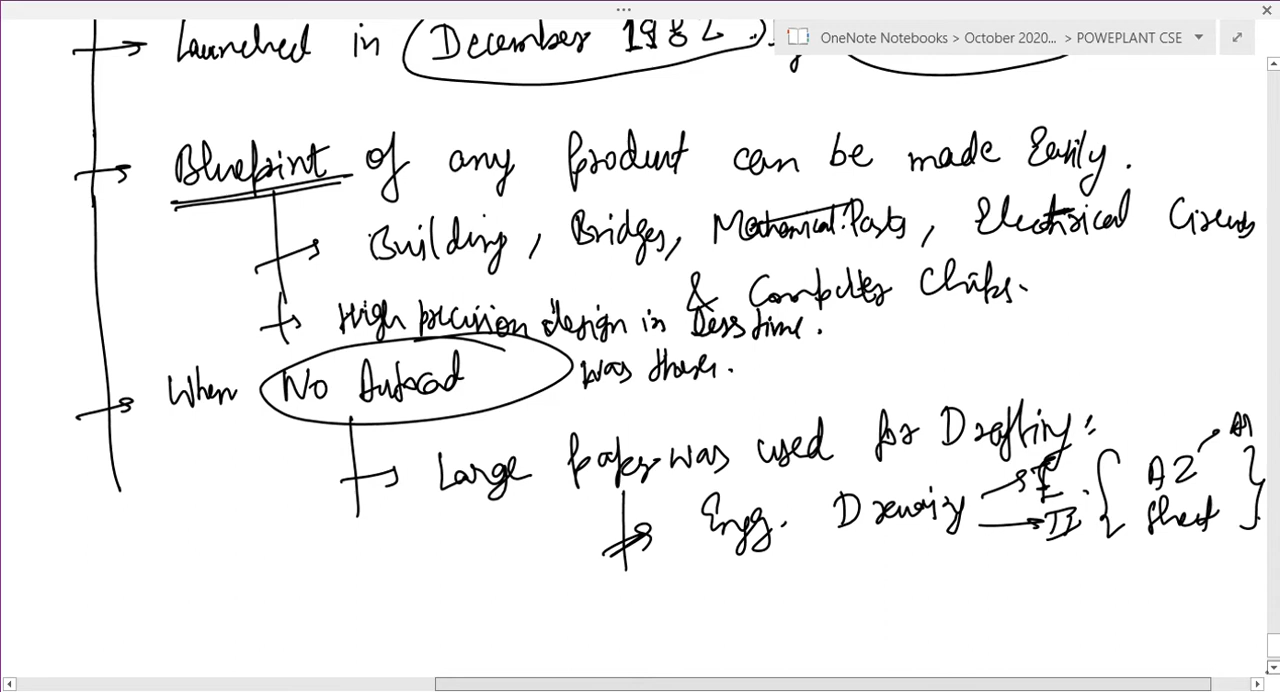 OneNote Notebooks > October 2020... > POWEPLANT CSE
Launched in December 1982
Blueprint of any product can be made Easily.
Building, Bridges, Mechanical Parts, Electrical Circuits
& Computer Chips.
High precision design in Less time.
When No Autocad was there.
Large paper was used for Drafting:
A1
Engg. Drawing I A2
II Sheet